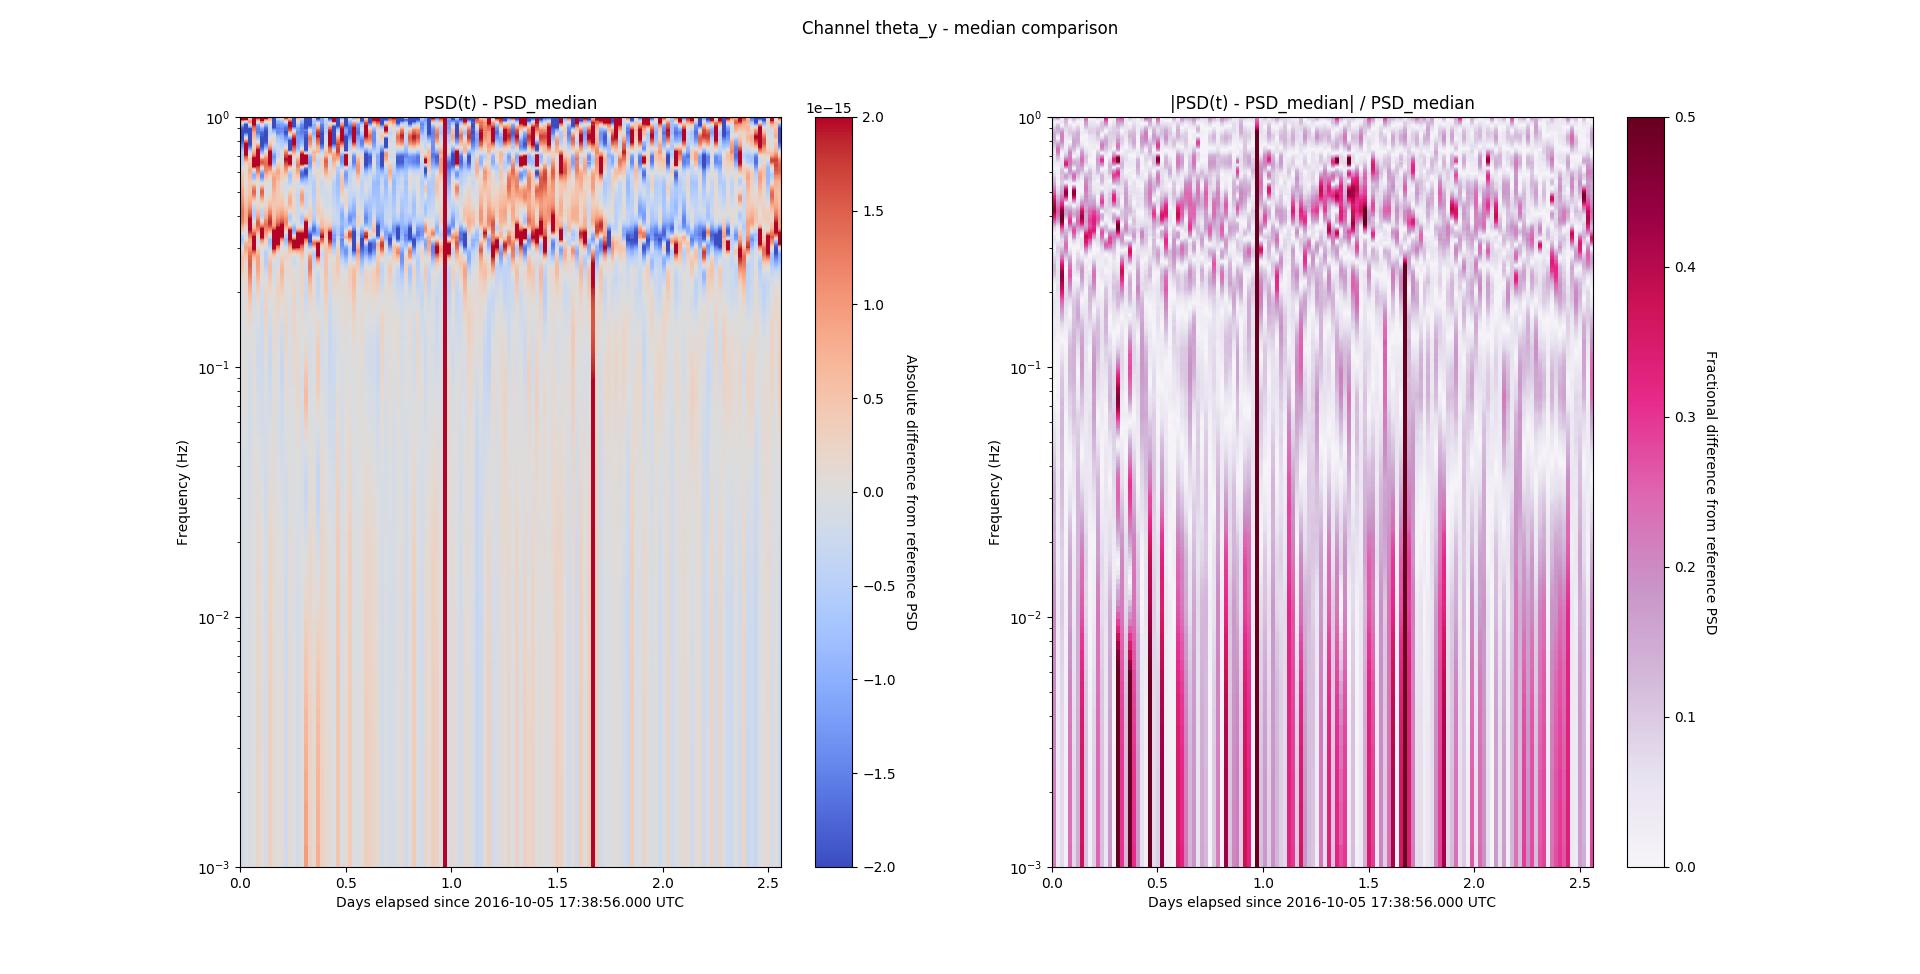 Channel theta_y - median comparison
PSD(t) - PSD_median
10⁰
10⁻¹
10⁻²
10⁻³
Frequency (Hz)
0.0 0.5 1.0 1.5 2.0 2.5
Days elapsed since 2016-10-05 17:38:56.000 UTC
1e−15
2.0
1.5
1.0
0.5
0.0
−0.5
−1.0
−1.5
−2.0
Absolute difference from reference PSD
|PSD(t) - PSD_median| / PSD_median
10⁰
10⁻¹
10⁻²
10⁻³
Frequency (Hz)
0.0 0.5 1.0 1.5 2.0 2.5
Days elapsed since 2016-10-05 17:38:56.000 UTC
0.5
0.4
0.3
0.2
0.1
0.0
Fractional difference from reference PSD